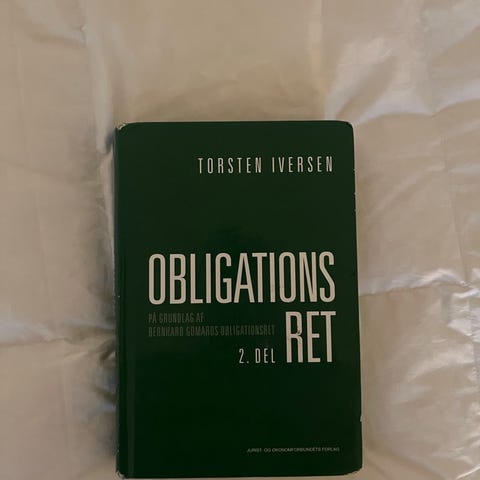 TORSTEN IVERSEN
OBLIGATIONS
PÅ GRUNDLAG AF
BERNHARD GOMARDS OBLIGATIONSRET
2. DEL RET
JURIST- OG ØKONOMFORBUNDETS FORLAG